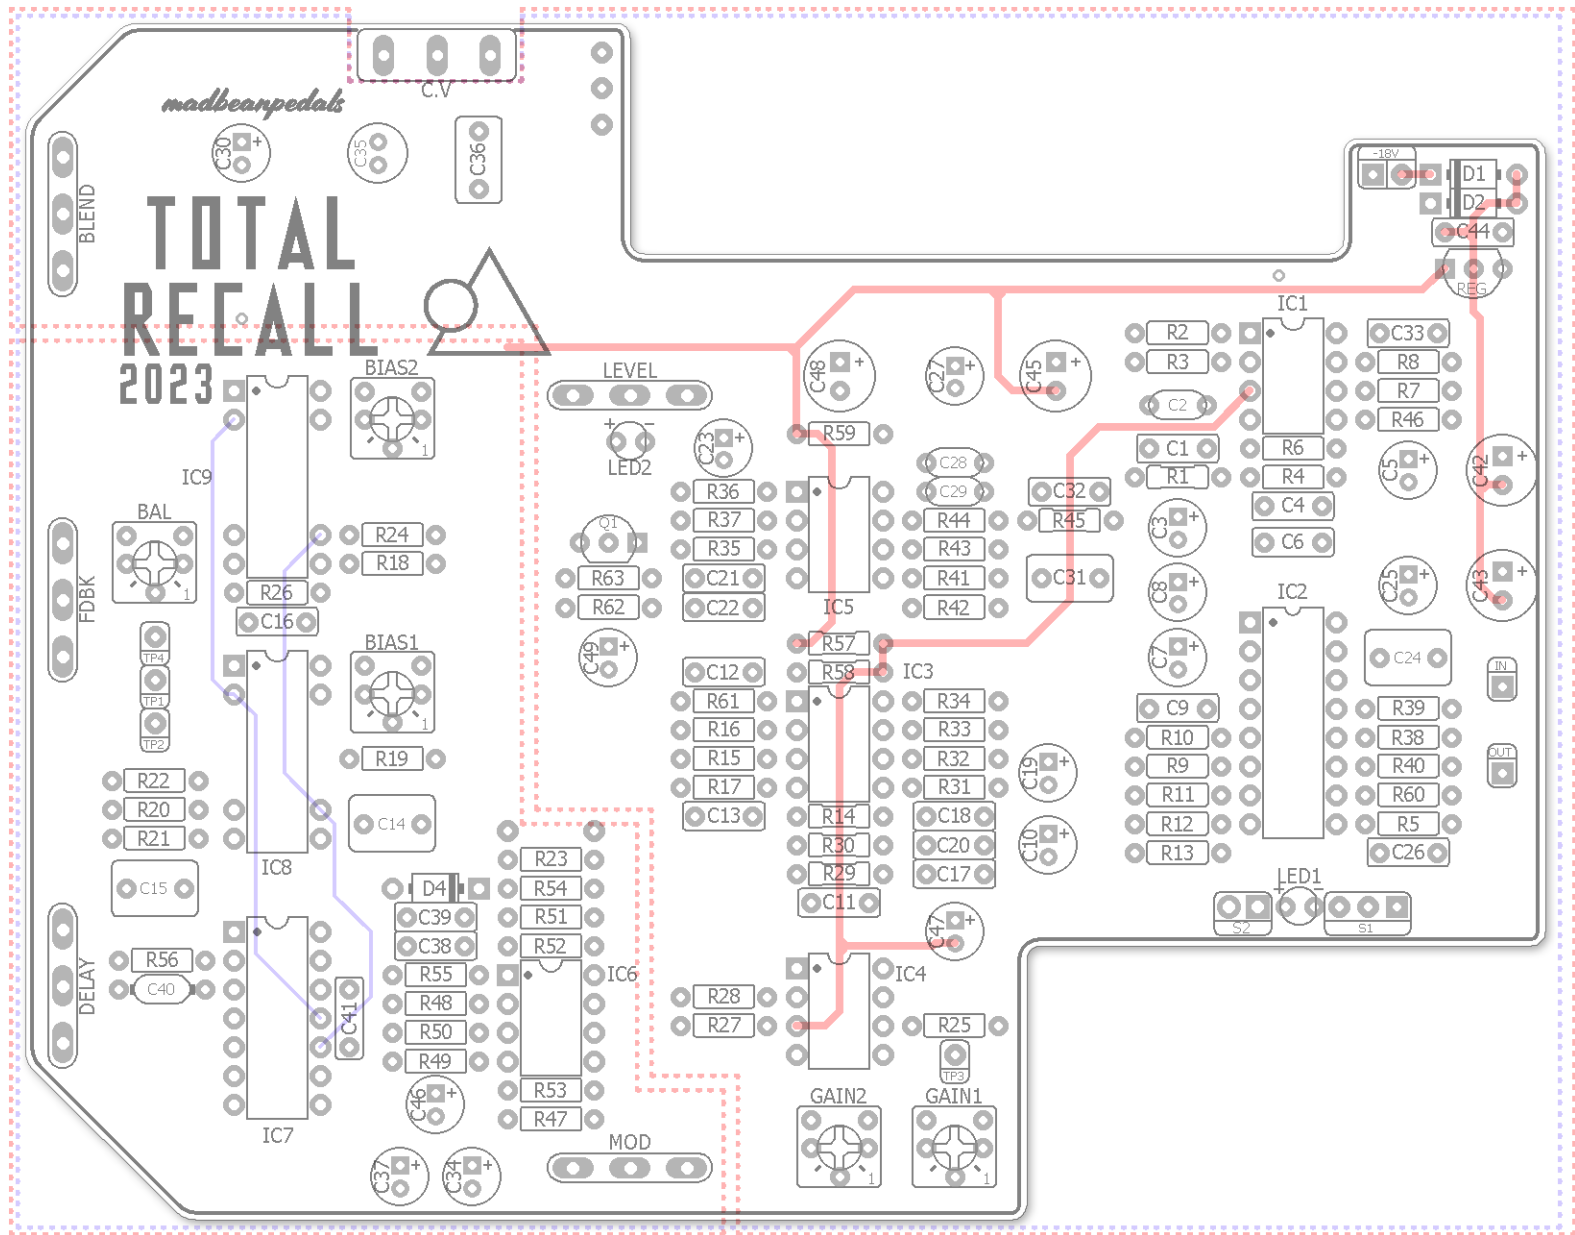 C.V
madbeanpedals
C30
+
C35
C36
BLEND
TOTAL
RECALL
2023
-18V
D1
D2
C44
REG
IC1
R2
R3
C2
C1
R1
C33
R8
R7
R46
R6
R4
C4
C6
C5
+
C42
+
C3
+
C8
+
C7
+
C25
+
C43
+
IC2
C24
IN
OUT
C9
R10
R9
R11
R12
R13
R39
R38
R40
R60
R5
C26
LED1
+
-
S2
S1
BIAS2
1
LEVEL
+
-
LED2
C23
+
C48
+
C27
+
C45
+
R59
C28
C29
C32
R45
C31
IC9
BAL
1
R24
R18
R26
C16
FDBK
Q1
R63
R62
C49
+
R36
R37
R35
C21
C22
IC5
R44
R43
R41
R42
R57
R58
IC3
TP4
TP1
TP2
BIAS1
1
R19
C14
R22
R20
R21
C15
IC8
C12
R61
R16
R15
R17
C13
R14
R30
R29
C11
R34
R33
R32
R31
C18
C20
C17
C19
+
C10
+
C47
+
R23
R54
R51
R52
D4
C39
C38
R55
R48
R50
R49
C46
+
IC6
R53
R47
DELAY
R56
C40
C41
IC7
C37
+
C34
+
MOD
R28
R27
IC4
R25
TP3
GAIN2
1
GAIN1
1